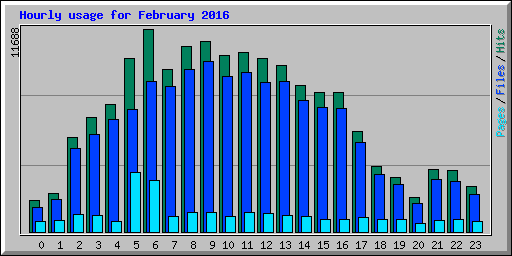 Hourly usage for February 2016
11688
Pages/Files/Hits
0 1 2 3 4 5 6 7 8 9 10 11 12 13 14 15 16 17 18 19 20 21 22 23